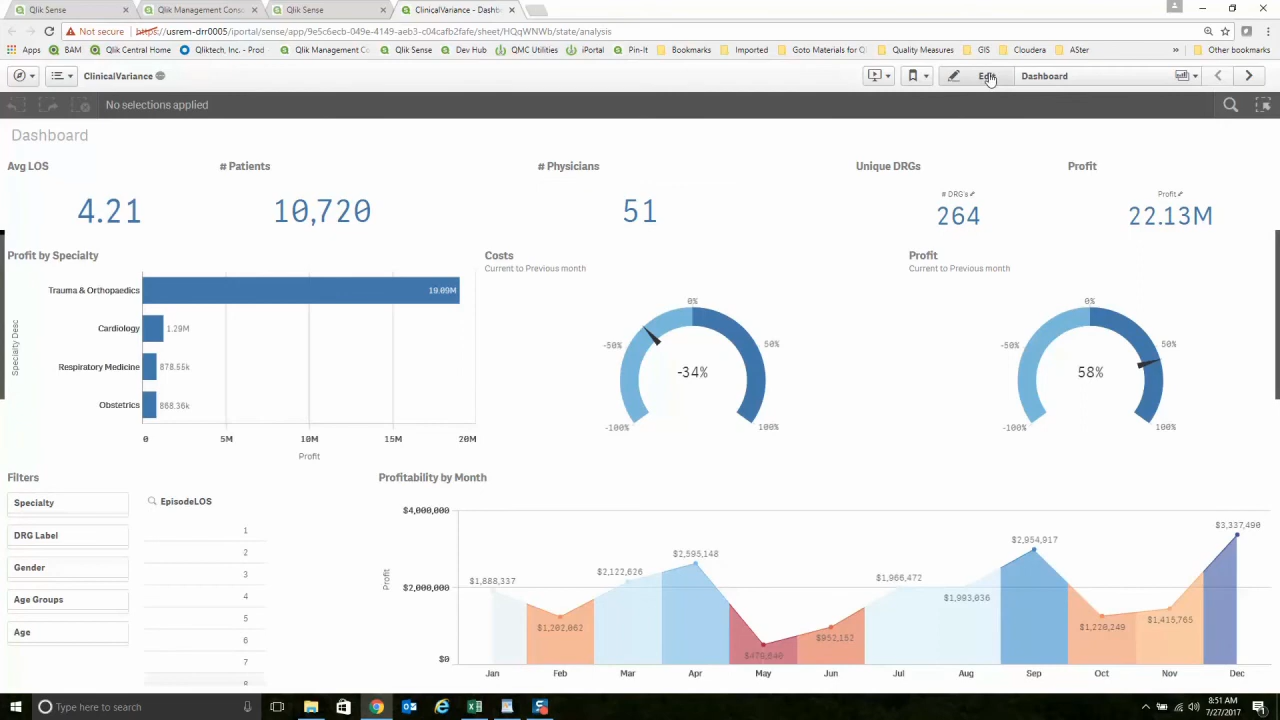 Qlik Sense
Qlik Management Cons
Qlik Sense
ClinicalVariance - Dashb
Not secure
https://usrem-drr0005/iportal/sense/app/9e5c6ecb-049e-4149-aeb3-c04cafb2fafe/sheet/HQqWNWb/state/analysis
Apps BAM Qlik Central Home Qliktech, Inc. - Prod Qlik Management C Qlik Sense Dev Hub QMC Utilities iPortal Pin-It Bookmarks Imported Goto Materials for Q Quality Measures GIS Cloudera ASter » Other bookmarks
ClinicalVariance
Edit
Dashboard
No selections applied
Dashboard
Avg LOS
4.21
# Patients
10,720
# Physicians
51
Unique DRGs
# DRG's
264
Profit
Profit
22.13M
Profit by Specialty
Specialty Desc
Trauma & Orthopaedics 19.09M
Cardiology 1.29M
Respiratory Medicine 878.55k
Obstetrics 868.36k
0 5M 10M 15M 20M
Profit
Costs
Current to Previous month
0%
-50% 50%
-34%
-100% 100%
Profit
Current to Previous month
0%
-50% 50%
58%
-100% 100%
Filters
Specialty
DRG Label
Gender
Age Groups
Age
EpisodeLOS
1
2
3
4
5
6
7
8
Profitability by Month
Profit
$4,000,000
$2,000,000
$0
$1,888,337
$1,202,062
$2,122,626
$2,595,148
$952,152
$1,966,472
$1,993,036
$2,954,917
$1,220,249
$1,415,765
$3,337,490
Jan Feb Mar Apr May Jun Jul Aug Sep Oct Nov Dec
Type here to search
8:51 AM
7/27/2017